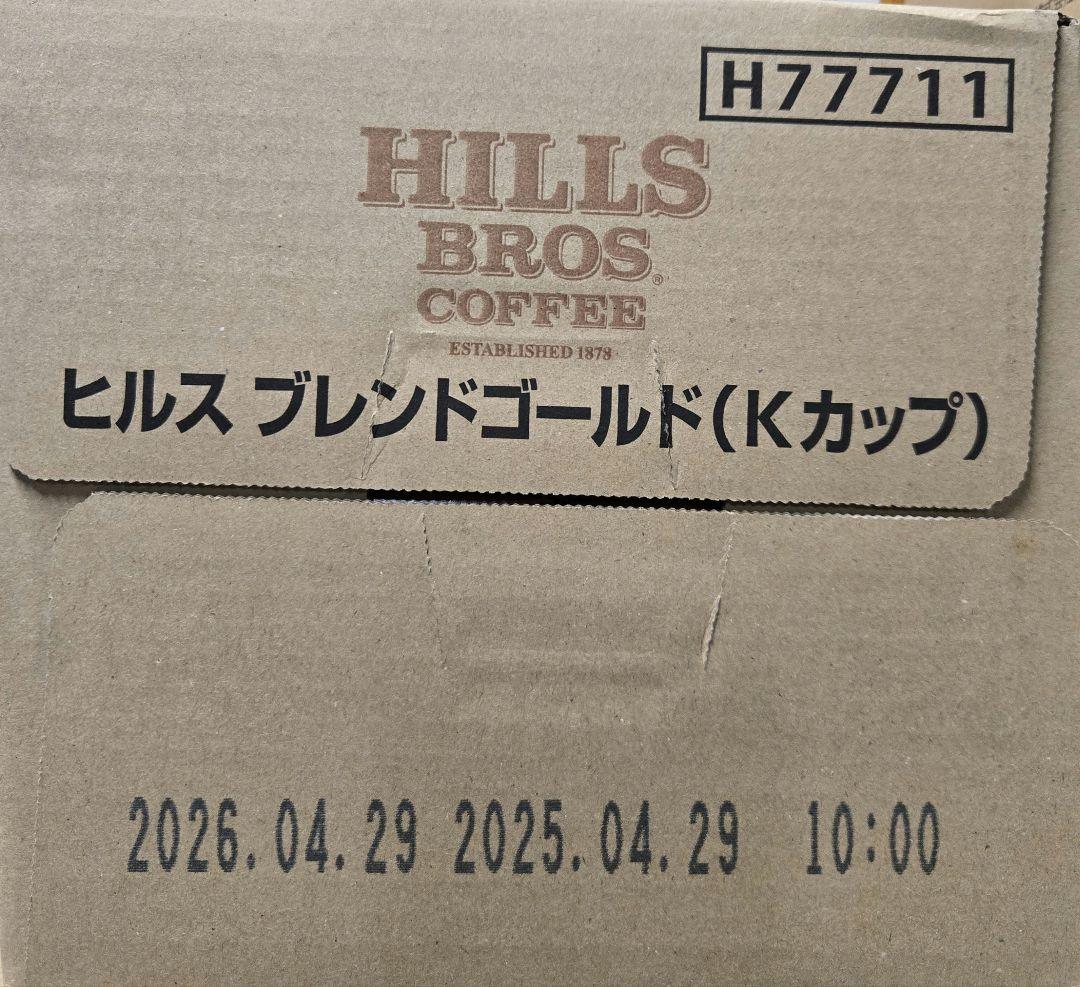 H77711
HILLS
BROS®
COFFEE
ESTABLISHED 1878
ヒルス ブレンドゴールド(Kカップ)
2026.04.29 2025.04.29 10:00